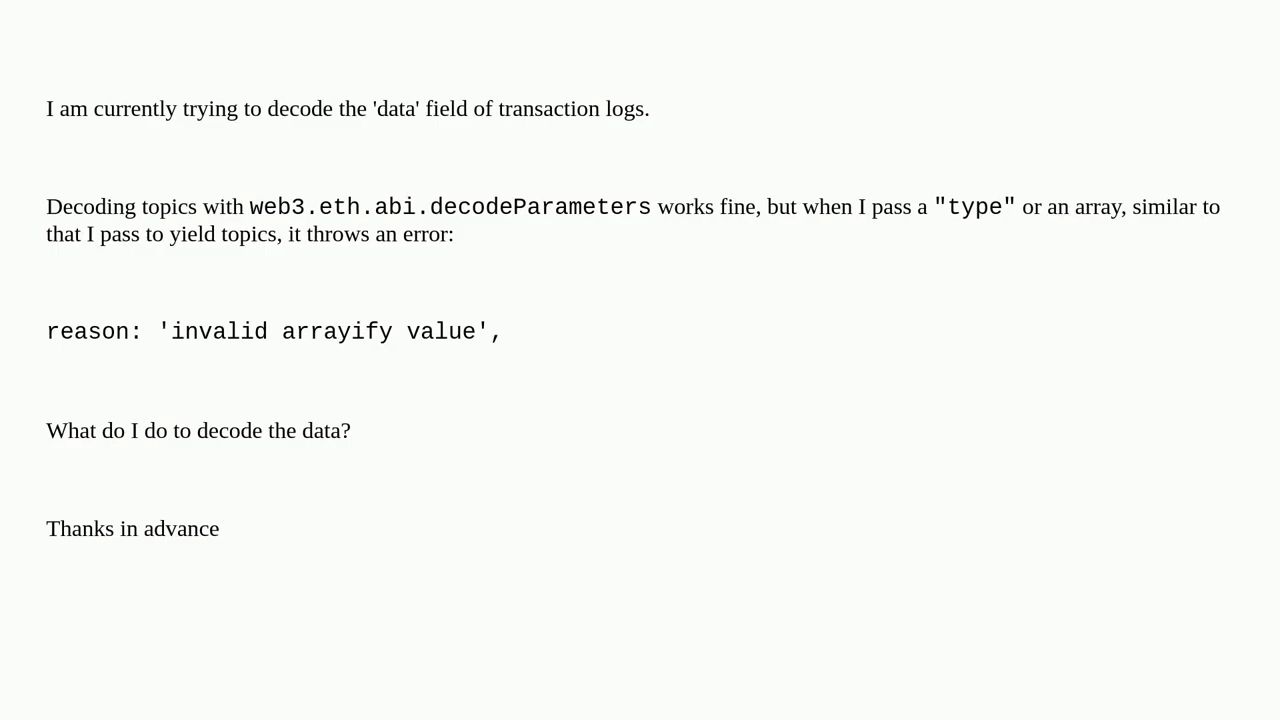 I am currently trying to decode the 'data' field of transaction logs.
Decoding topics with web3.eth.abi.decodeParameters works fine, but when I pass a "type" or an array, similar to
that I pass to yield topics, it throws an error:
reason: 'invalid arrayify value',
What do I do to decode the data?
Thanks in advance